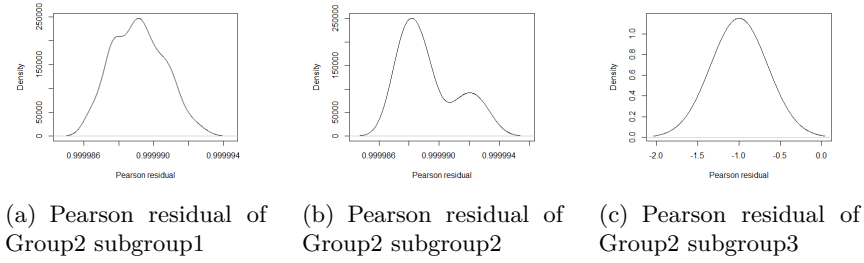 250000
150000
50000
0
Density
0.999986
0.999990
0.999994
Pearson residual
250000
150000
50000
0
Density
0.999986
0.999990
0.999994
Pearson residual
1.0
0.8
0.6
0.4
0.2
0.0
Density
-2.0
-1.5
-1.0
-0.5
0.0
Pearson residual
(a) Pearson residual of
Group2 subgroup1
(b) Pearson residual of
Group2 subgroup2
(c) Pearson residual of
Group2 subgroup3